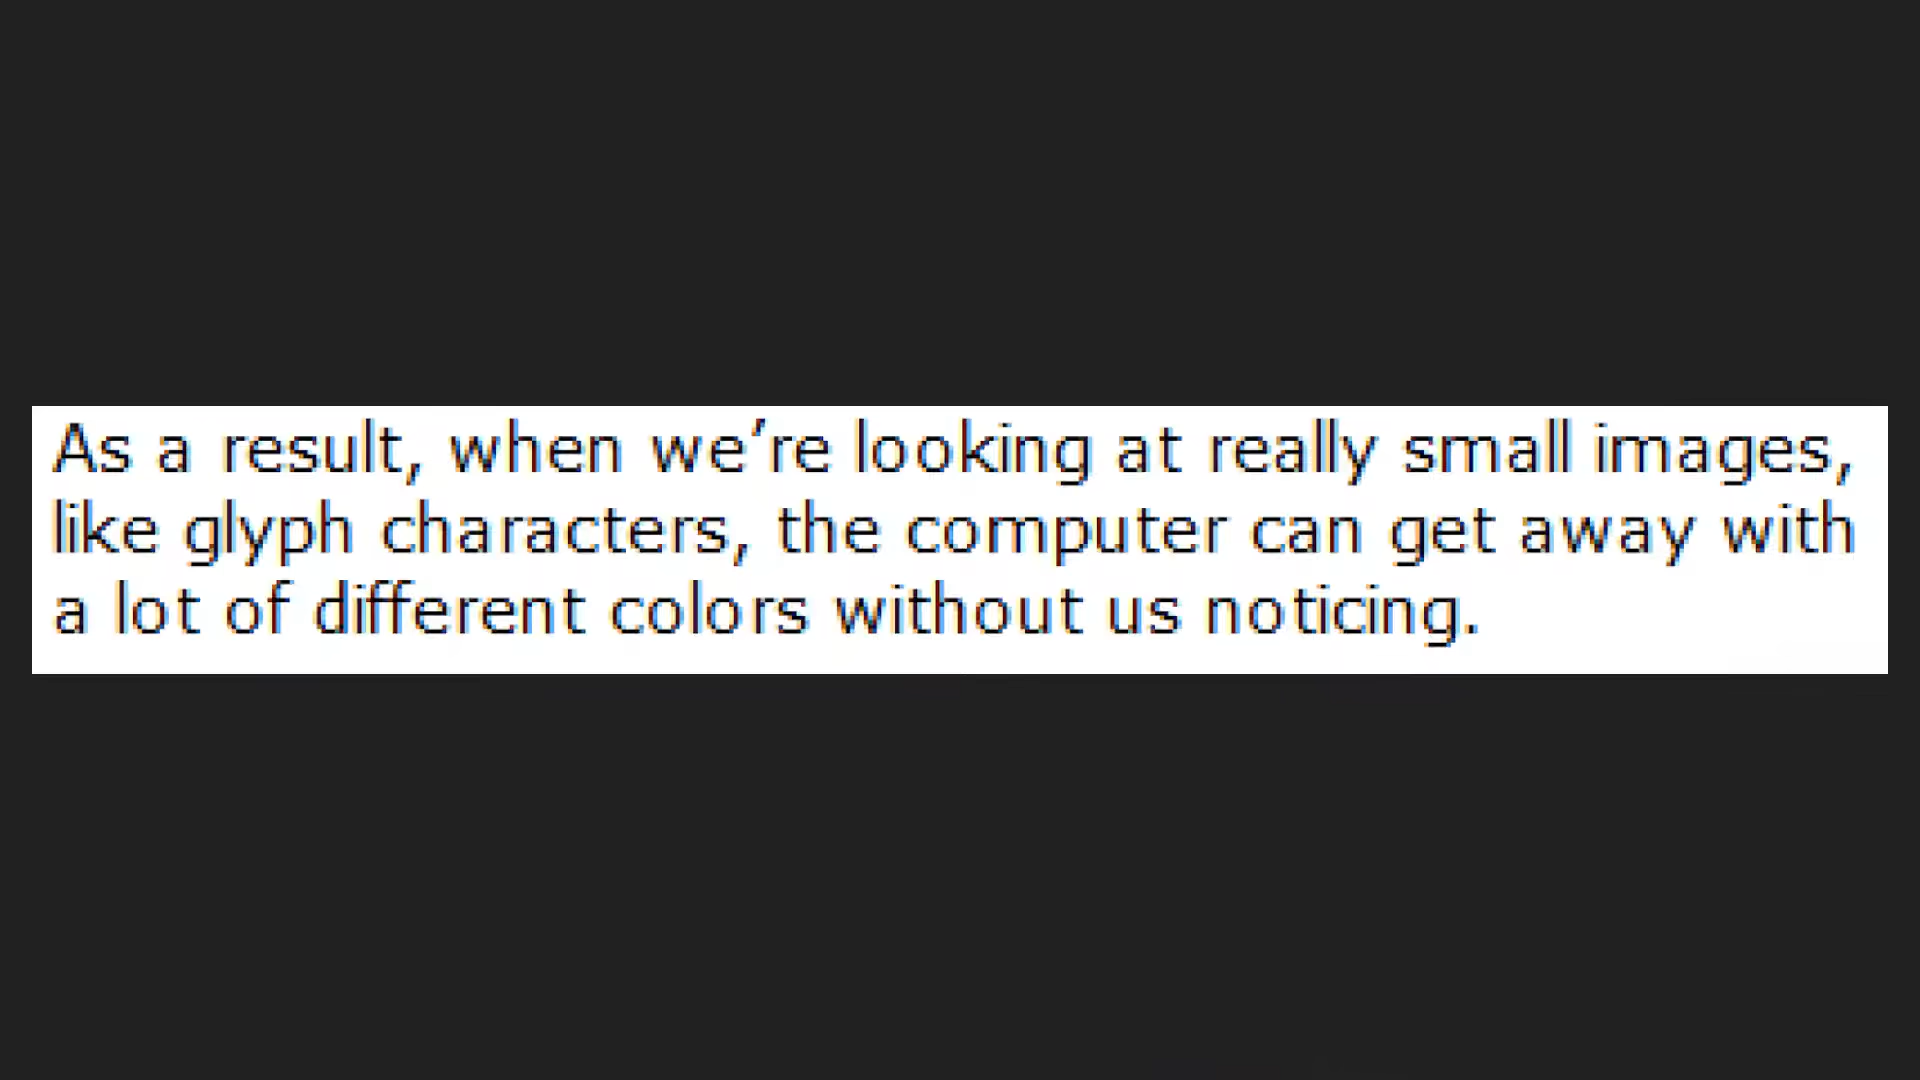 As a result, when we’re looking at really small images,
like glyph characters, the computer can get away with
a lot of different colors without us noticing.